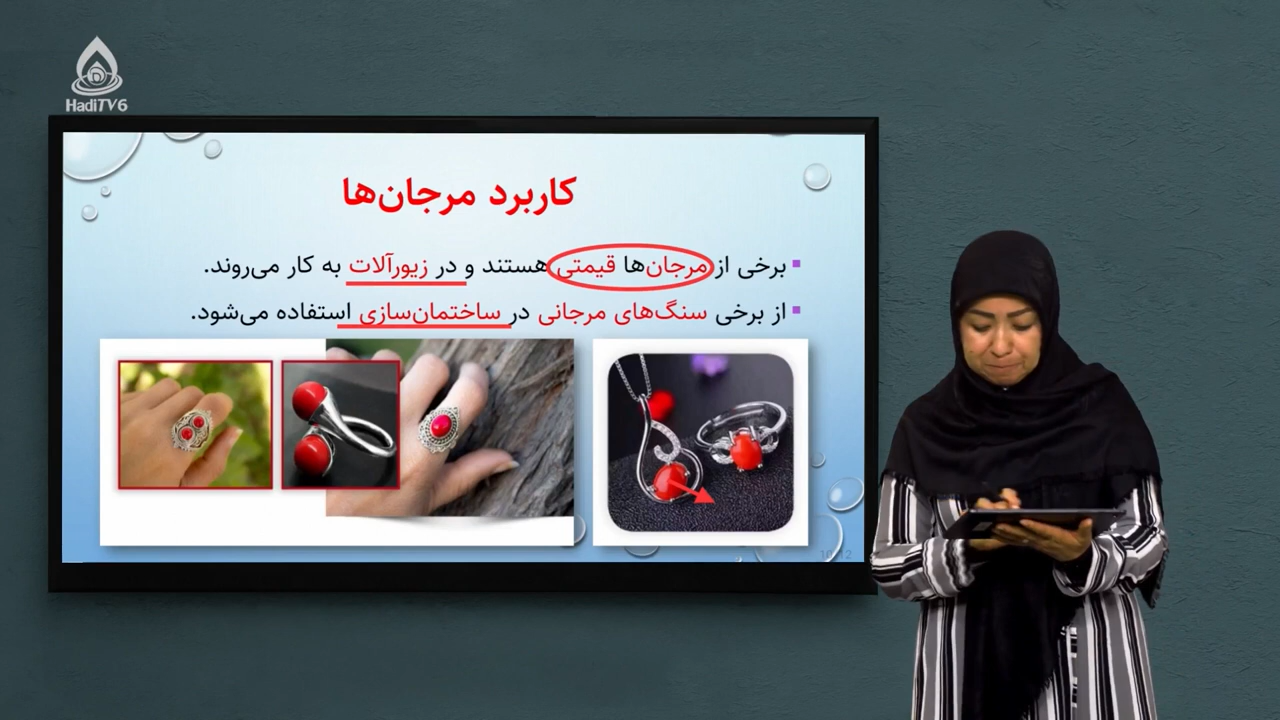 HadiTV6
کاربرد مرجان‌ها
برخی از مرجان‌ها قیمتی هستند و در زیورآلات به کار می‌روند.
از برخی سنگ‌های مرجانی در ساختمان‌سازی استفاده می‌شود.